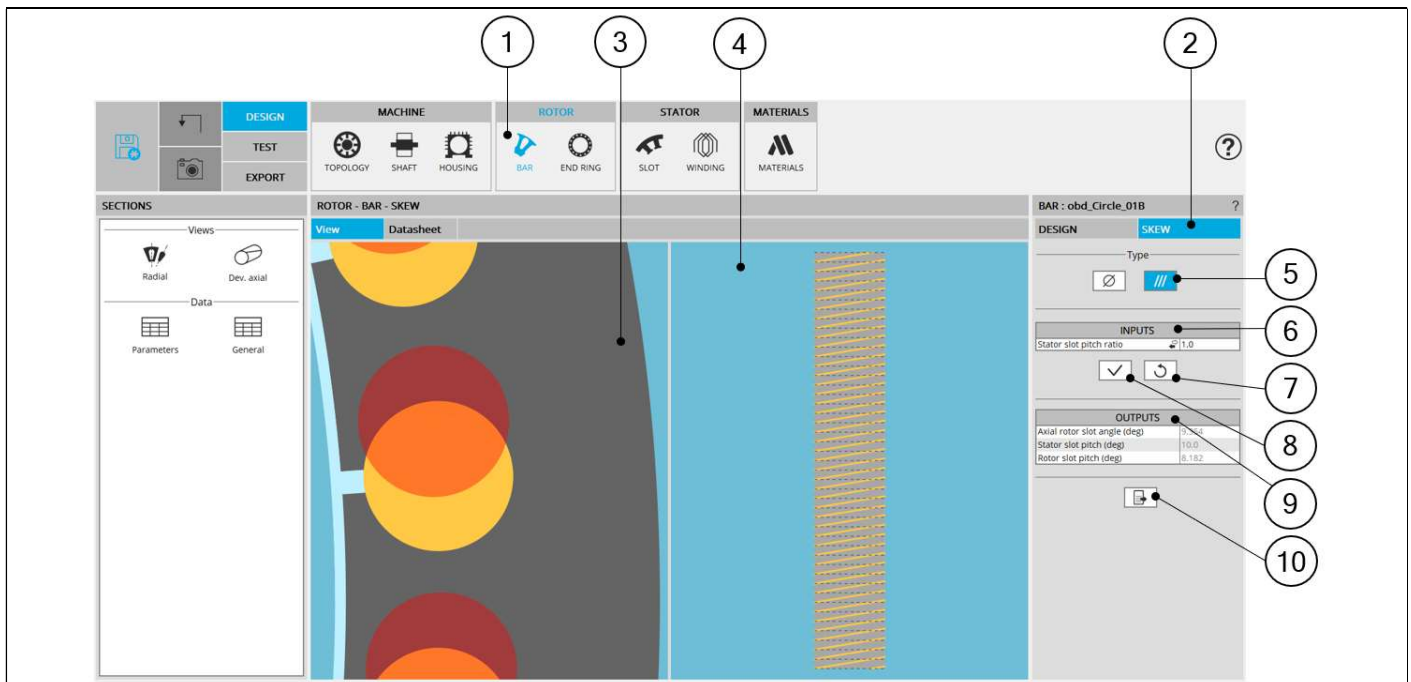 1
3
4
2
DESIGN
TEST
EXPORT
MACHINE
TOPOLOGY
SHAFT
HOUSING
ROTOR
BAR
END RING
STATOR
SLOT
WINDING
MATERIALS
MATERIALS
?
SECTIONS
Views
Radial
Dev. axial
Data
Parameters
General
ROTOR - BAR - SKEW
View
Datasheet
BAR : obd_Circle_01B ?
DESIGN
SKEW
Type
5
INPUTS
6
Stator slot pitch ratio 1.0
7
8
OUTPUTS
Axial rotor slot angle (deg)
Stator slot pitch (deg) 10.0
Rotor slot pitch (deg) 8.182
9
10